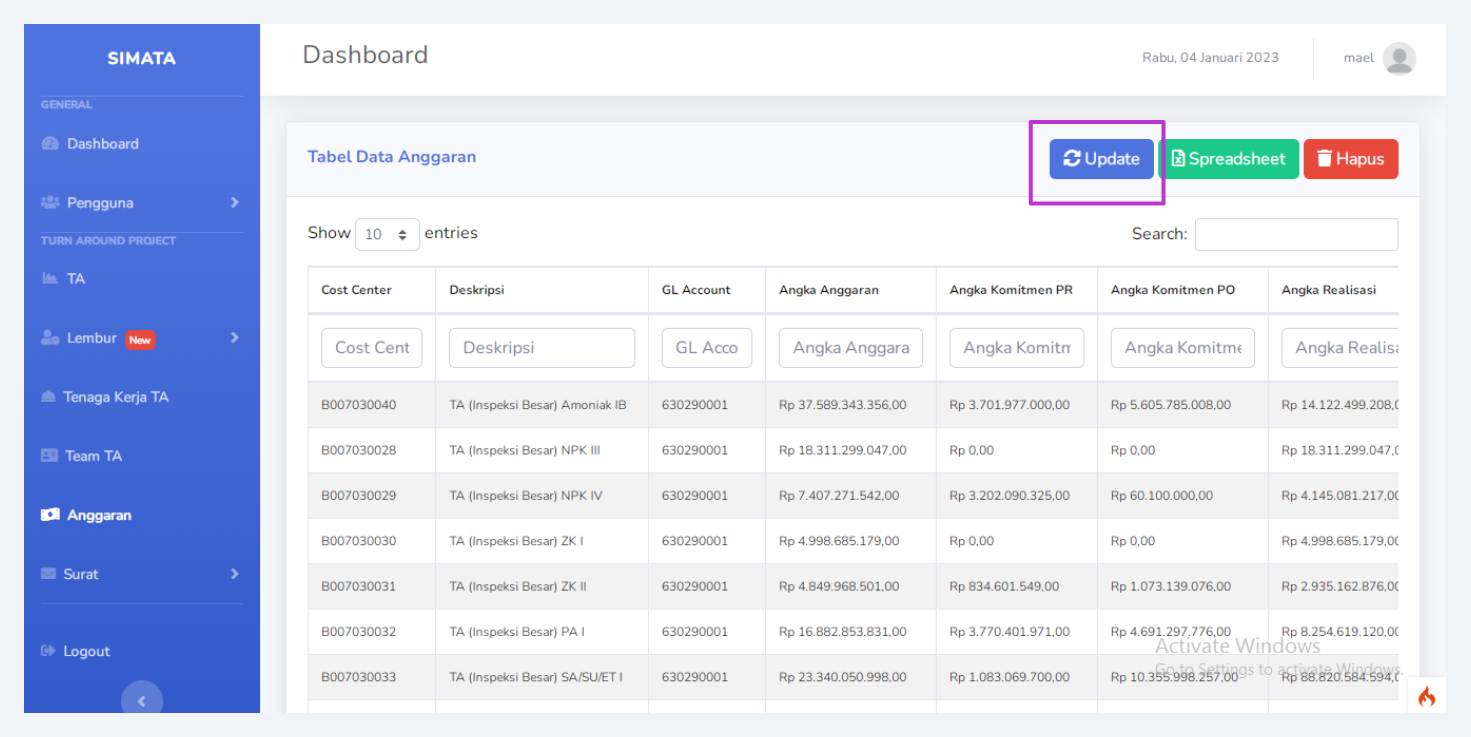 SIMATA
GENERAL
Dashboard
Pengguna
TURN AROUND PROJECT
TA
Lembur New
Tenaga Kerja TA
Team TA
Anggaran
Surat
Logout
Dashboard
Rabu, 04 Januari 2023
mael
Tabel Data Anggaran
Update Spreadsheet Hapus
Show 10 entries
Search:
Cost Center Deskripsi GL Account Angka Anggaran Angka Komitmen PR Angka Komitmen PO Angka Realisasi
Cost Cent Deskripsi GL Acco Angka Anggara Angka Komitm Angka Komitme Angka Realisa
B007030040 TA (Inspeksi Besar) Amoniak IB 630290001 Rp 37.589.343.356,00 Rp 3.701.977.000,00 Rp 5.605.785.008,00 Rp 14.122.499.208,0
B007030028 TA (Inspeksi Besar) NPK III 630290001 Rp 18.311.299.047,00 Rp 0,00 Rp 0,00 Rp 18.311.299.047,0
B007030029 TA (Inspeksi Besar) NPK IV 630290001 Rp 7.407.271.542,00 Rp 3.202.090.325,00 Rp 60.100.000,00 Rp 4.145.081.217,00
B007030030 TA (Inspeksi Besar) ZK I 630290001 Rp 4.998.685.179,00 Rp 0,00 Rp 0,00 Rp 4.998.685.179,00
B007030031 TA (Inspeksi Besar) ZK II 630290001 Rp 4.849.968.501,00 Rp 834.601.549,00 Rp 1.073.139.076,00 Rp 2.935.162.876,00
B007030032 TA (Inspeksi Besar) PA I 630290001 Rp 16.882.853.831,00 Rp 3.770.401.971,00 Rp 4.691.297.776,00 Rp 8.254.619.120,00
B007030033 TA (Inspeksi Besar) SA/SU/ET I 630290001 Rp 23.340.050.998,00 Rp 1.083.069.700,00 Rp 10.355.998.257,00 Rp 88.820.584.594,0
Activate Windows
Go to Settings to activate Windows.